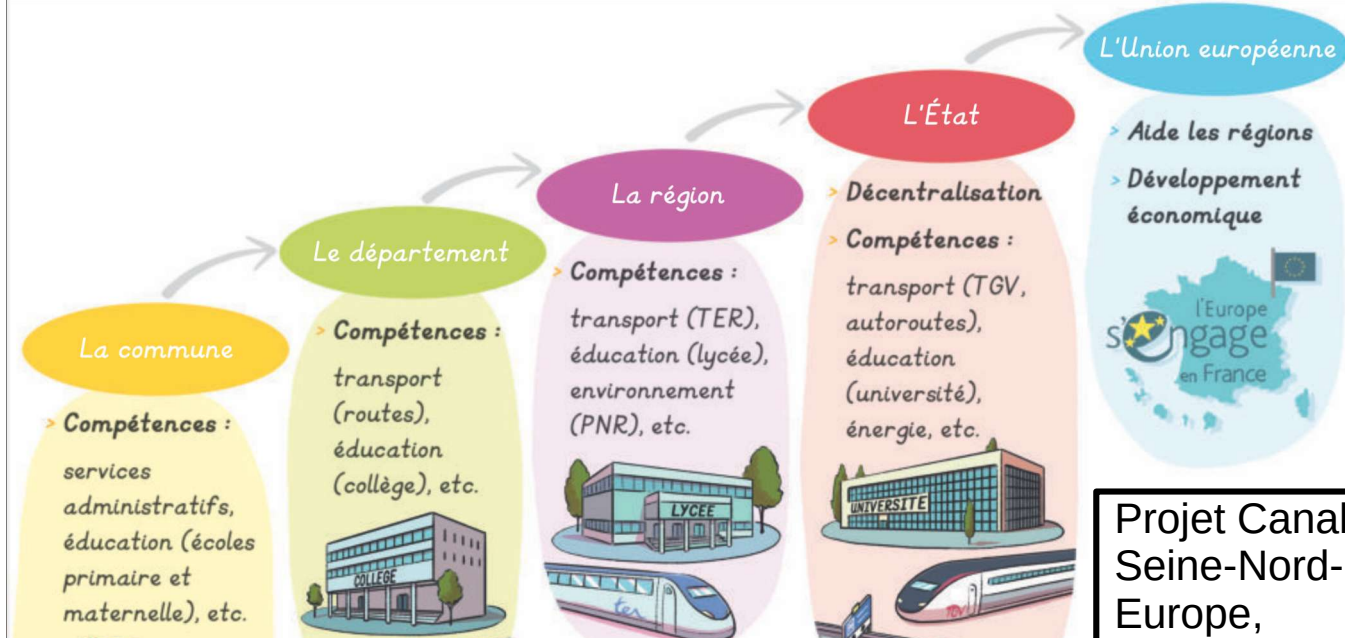 La commune
> Compétences :
services
administratifs,
éducation (écoles
primaire et
maternelle), etc.
Le département
> Compétences :
transport
(routes),
éducation
(collège), etc.
COLLEGE
La région
> Compétences :
transport (TER),
éducation (lycée),
environnement
(PNR), etc.
LYCEE
ter
L'État
> Décentralisation
> Compétences :
transport (TGV,
autoroutes),
éducation
(université),
énergie, etc.
UNIVERSITE
TGV
L'Union européenne
> Aide les régions
> Développement
économique
l'Europe
s'engage
en France
Projet Canal
Seine-Nord-
Europe,